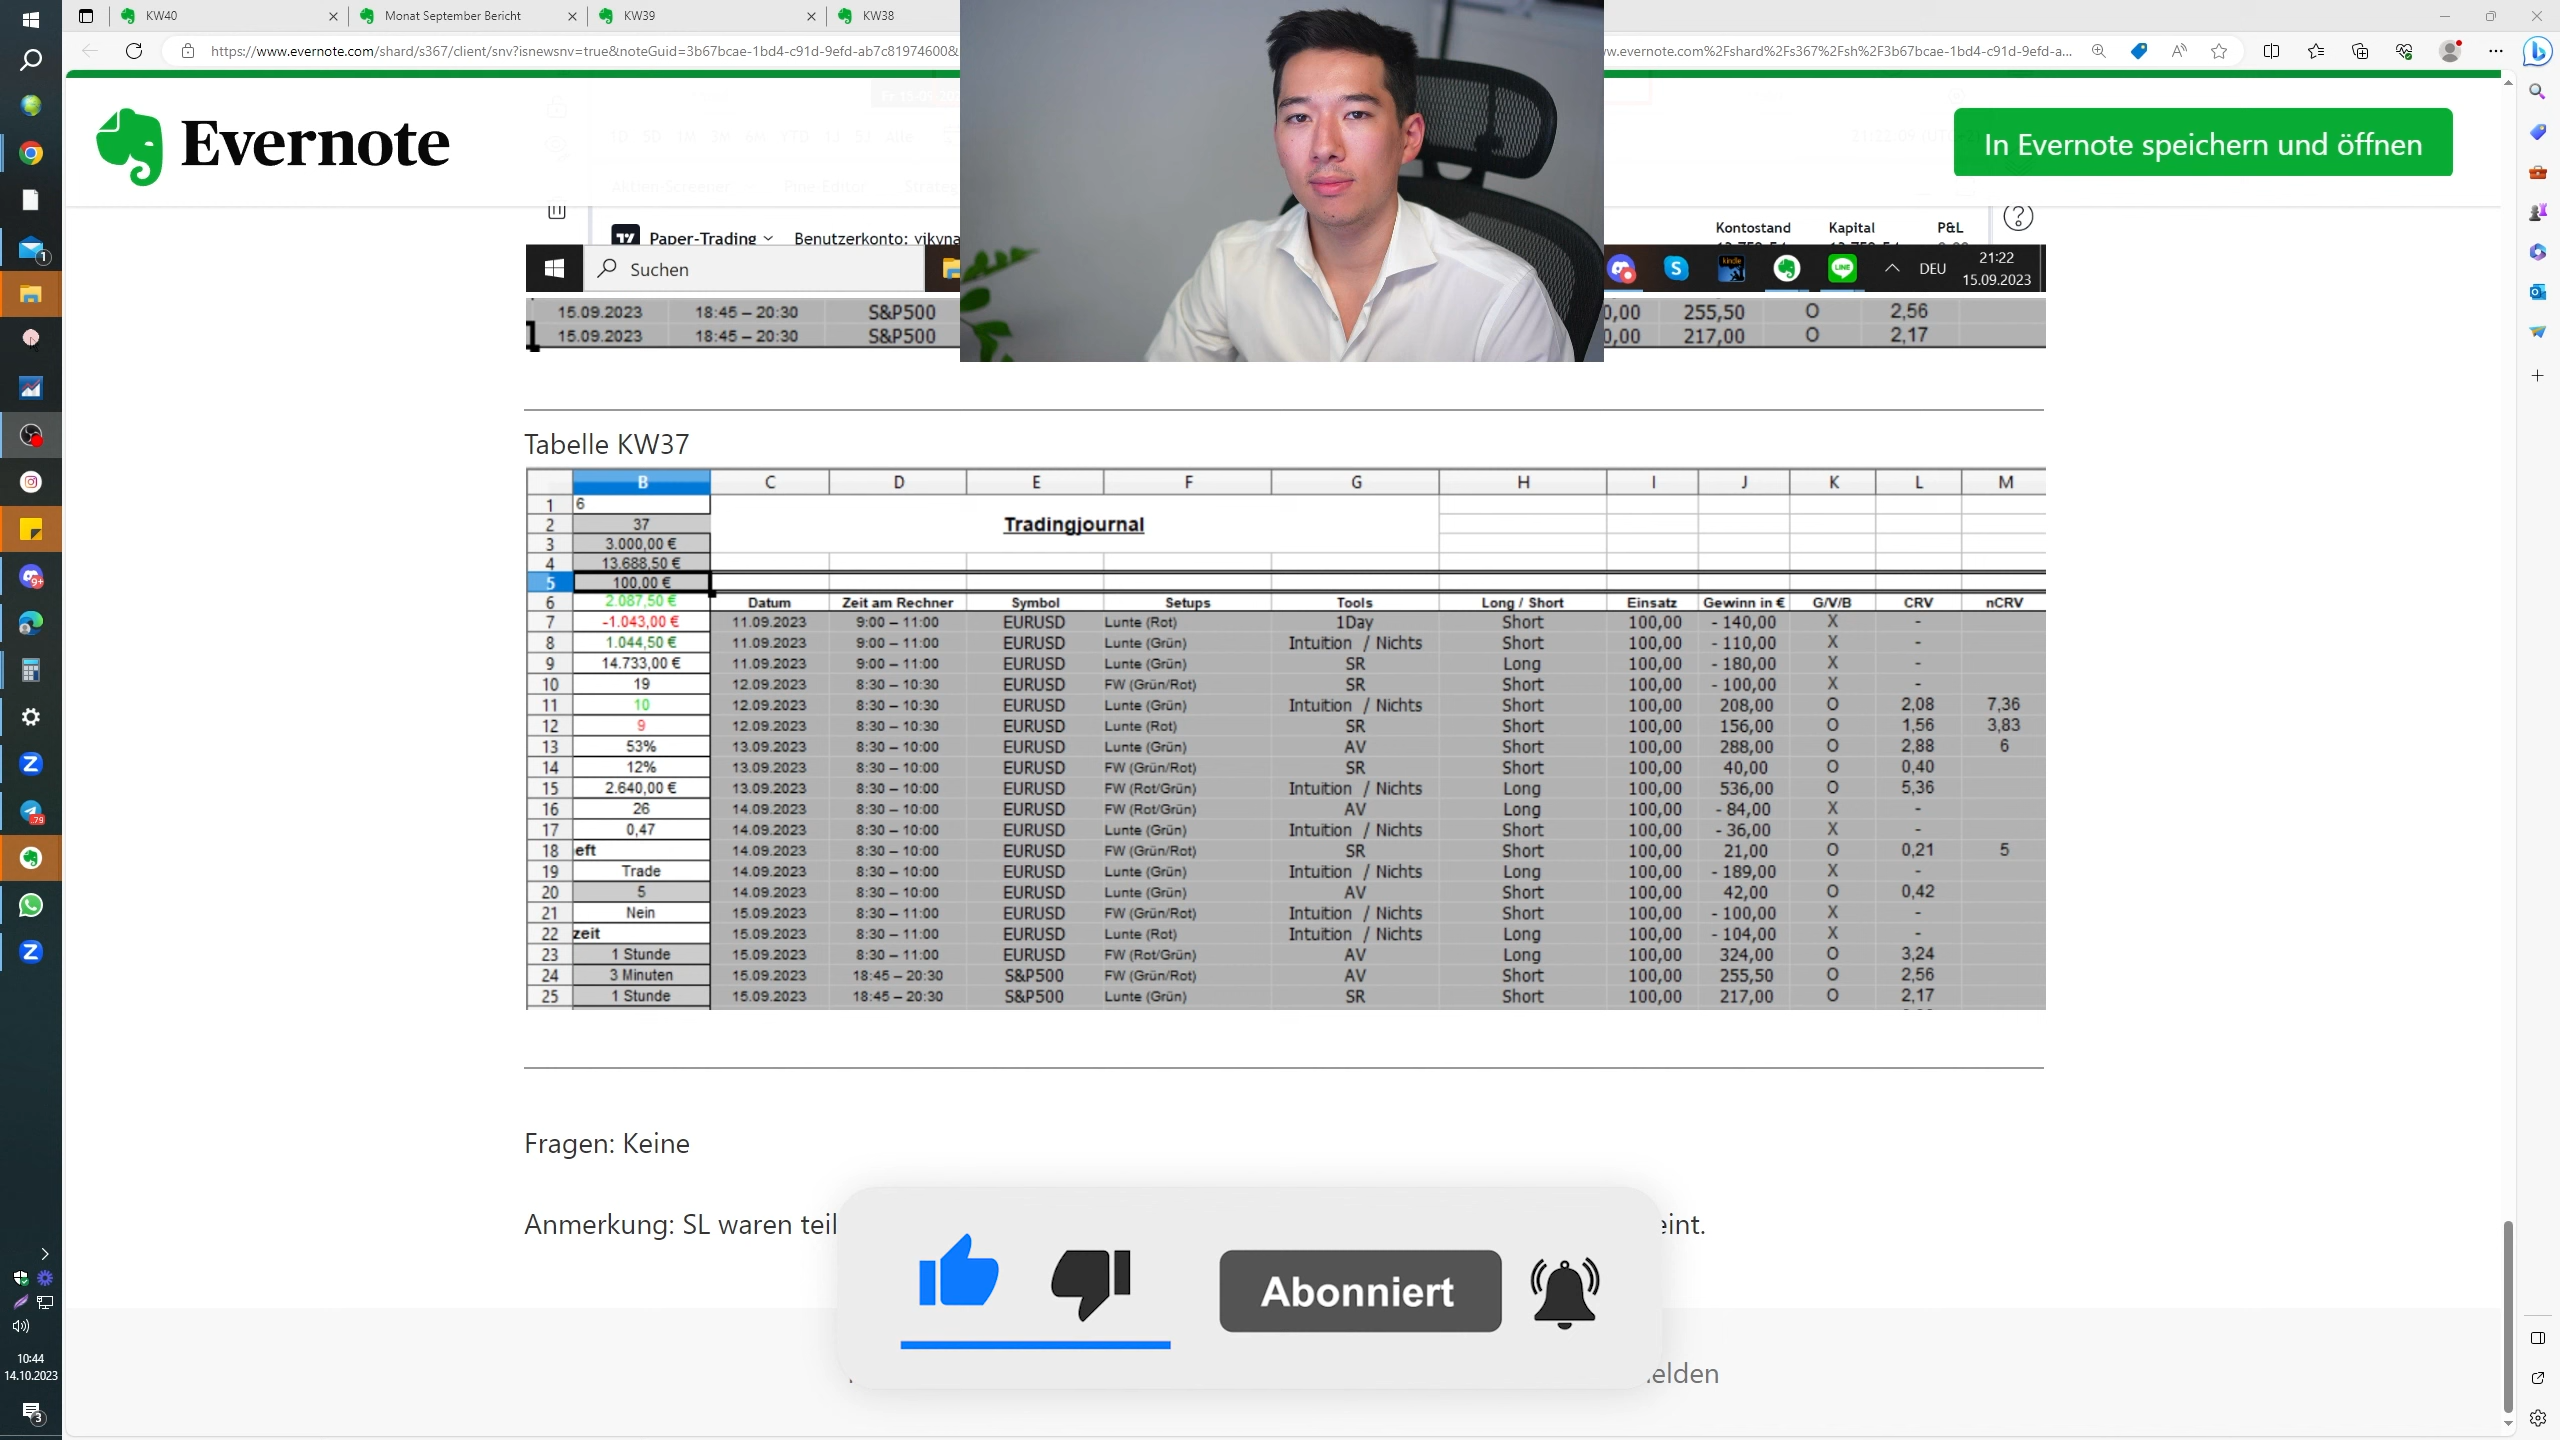 KW40
Monat September Bericht
KW39
KW38
https://www.evernote.com/shard/s367/client/snv?isnewsnv=true&noteGuid=3b67bcae-1bd4-c91d-9efd-ab7c81974600&
w.evernote.com%2Fshard%2Fs367%2Fsh%2F3b67bcae-1bd4-c91d-9efd-a...
Evernote
In Evernote speichern und öffnen
Paper-Trading
Benutzerkonto: vikyna
Kontostand Kapital P&L
Suchen
DEU
21:22
15.09.2023
15.09.2023 18:45 – 20:30 S&P500 0,00 255,50 O 2,56
15.09.2023 18:45 – 20:30 S&P500 0,00 217,00 O 2,17
Tabelle KW37
B C D E F G H I J K L M
1 6
2 37
Tradingjournal
3 3.000,00 €
4 13.688,50 €
5 100,00 €
6 2.087,50 € Datum Zeit am Rechner Symbol Setups Tools Long / Short Einsatz Gewinn in € G/V/B CRV nCRV
7 -1.043,00 € 11.09.2023 9:00 – 11:00 EURUSD Lunte (Rot) 1Day Short 100,00 - 140,00 X -
8 1.044,50 € 11.09.2023 9:00 – 11:00 EURUSD Lunte (Grün) Intuition / Nichts Short 100,00 - 110,00 X -
9 14.733,00 € 11.09.2023 9:00 – 11:00 EURUSD Lunte (Grün) SR Long 100,00 - 180,00 X -
10 19 12.09.2023 8:30 – 10:30 EURUSD FW (Grün/Rot) SR Short 100,00 - 100,00 X -
11 10 12.09.2023 8:30 – 10:30 EURUSD Lunte (Grün) Intuition / Nichts Short 100,00 208,00 O 2,08 7,36
12 9 12.09.2023 8:30 – 10:30 EURUSD Lunte (Rot) SR Short 100,00 156,00 O 1,56 3,83
13 53% 13.09.2023 8:30 – 10:00 EURUSD Lunte (Grün) AV Short 100,00 288,00 O 2,88 6
14 12% 13.09.2023 8:30 – 10:00 EURUSD FW (Grün/Rot) SR Short 100,00 40,00 O 0,40
15 2.640,00 € 13.09.2023 8:30 – 10:00 EURUSD FW (Rot/Grün) Intuition / Nichts Long 100,00 536,00 O 5,36
16 26 14.09.2023 8:30 – 10:00 EURUSD FW (Rot/Grün) AV Long 100,00 - 84,00 X -
17 0,47 14.09.2023 8:30 – 10:00 EURUSD Lunte (Grün) Intuition / Nichts Short 100,00 - 36,00 X -
18 eft 14.09.2023 8:30 – 10:00 EURUSD FW (Grün/Rot) SR Short 100,00 21,00 O 0,21 5
19 Trade 14.09.2023 8:30 – 10:00 EURUSD Lunte (Grün) Intuition / Nichts Long 100,00 - 189,00 X -
20 5 14.09.2023 8:30 – 10:00 EURUSD Lunte (Grün) AV Short 100,00 42,00 O 0,42
21 Nein 15.09.2023 8:30 – 11:00 EURUSD FW (Grün/Rot) Intuition / Nichts Short 100,00 - 100,00 X -
22 zeit 15.09.2023 8:30 – 11:00 EURUSD Lunte (Rot) Intuition / Nichts Long 100,00 - 104,00 X -
23 1 Stunde 15.09.2023 8:30 – 11:00 EURUSD FW (Rot/Grün) AV Long 100,00 324,00 O 3,24
24 3 Minuten 15.09.2023 18:45 – 20:30 S&P500 FW (Grün/Rot) AV Short 100,00 255,50 O 2,56
25 1 Stunde 15.09.2023 18:45 – 20:30 S&P500 Lunte (Grün) SR Short 100,00 217,00 O 2,17
Fragen: Keine
Anmerkung: SL waren teil
eint.
Abonniert
elden
10:44
14.10.2023
3